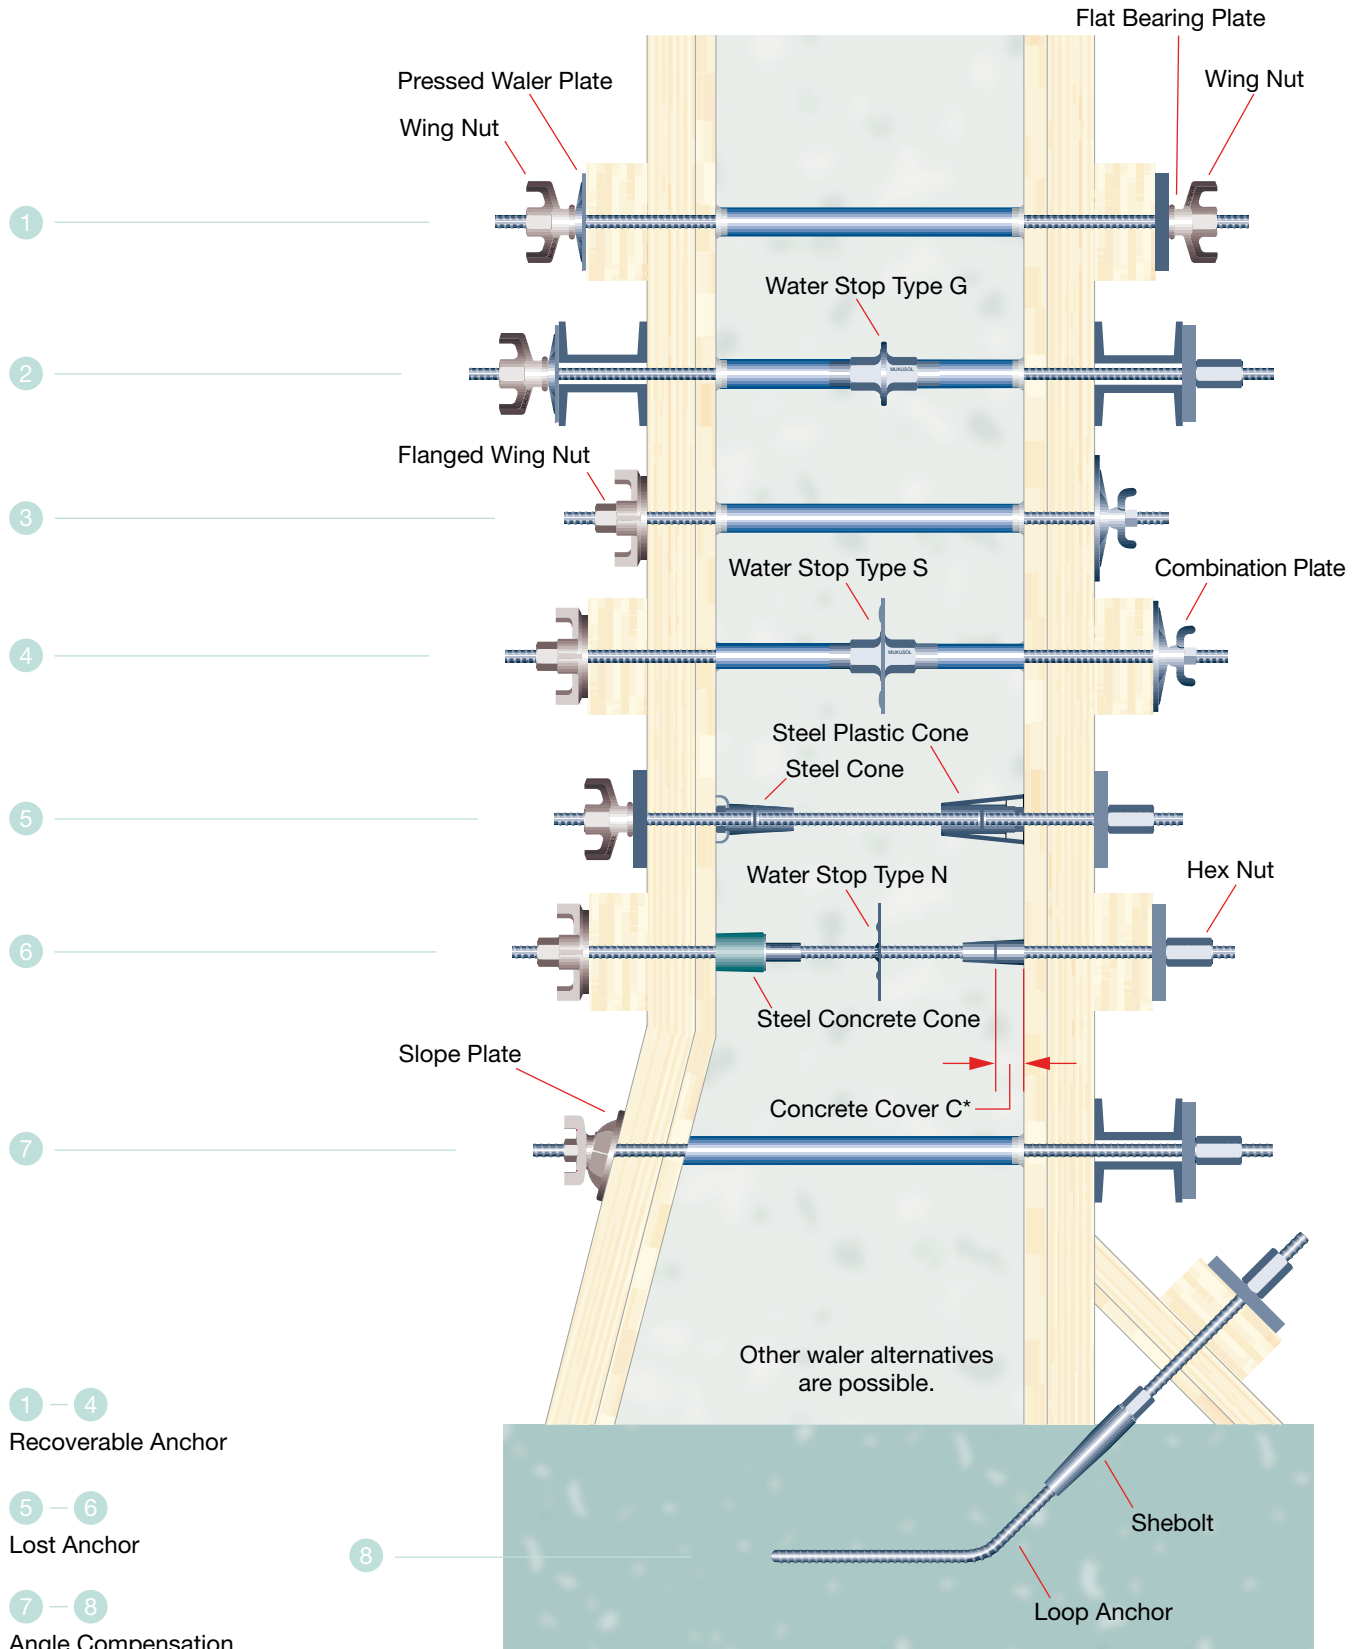 Flat Bearing Plate
Pressed Waler Plate
Wing Nut
Wing Nut
1
Water Stop Type G
2
MUKUSOL
Flanged Wing Nut
3
Water Stop Type S
Combination Plate
4
MUKUSOL
Steel Plastic Cone
Steel Cone
5
Water Stop Type N
Hex Nut
6
Steel Concrete Cone
Slope Plate
Concrete Cover C*
7
Other waler alternatives
are possible.
1 – 4
Recoverable Anchor
5 – 6
Lost Anchor
Shebolt
8
7 – 8
Loop Anchor
Angle Compensation